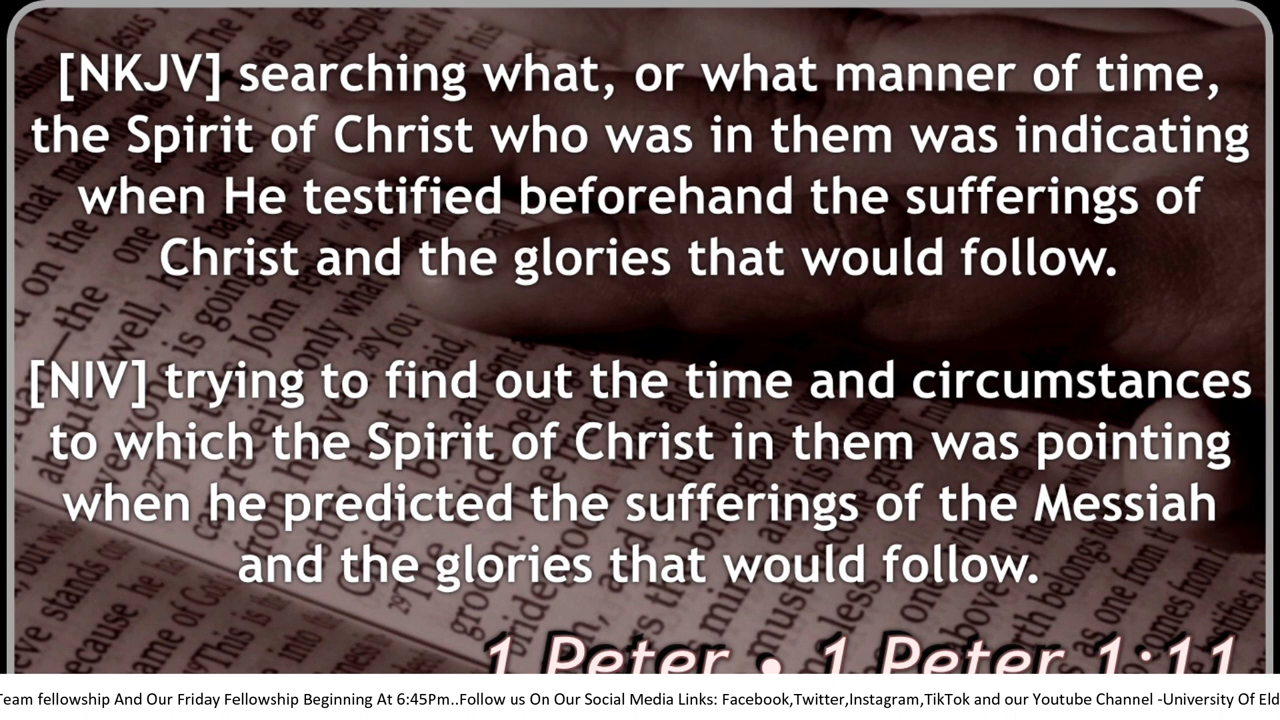 [NKJV] searching what, or what manner of time,
the Spirit of Christ who was in them was indicating
when He testified beforehand the sufferings of
Christ and the glories that would follow.
[NIV] trying to find out the time and circumstances
to which the Spirit of Christ in them was pointing
when he predicted the sufferings of the Messiah
and the glories that would follow.
1 Peter • 1 Peter 1:11
Team fellowship And Our Friday Fellowship Beginning At 6:45Pm..Follow us On Our Social Media Links: Facebook,Twitter,Instagram,TikTok and our Youtube Channel -University Of Eld